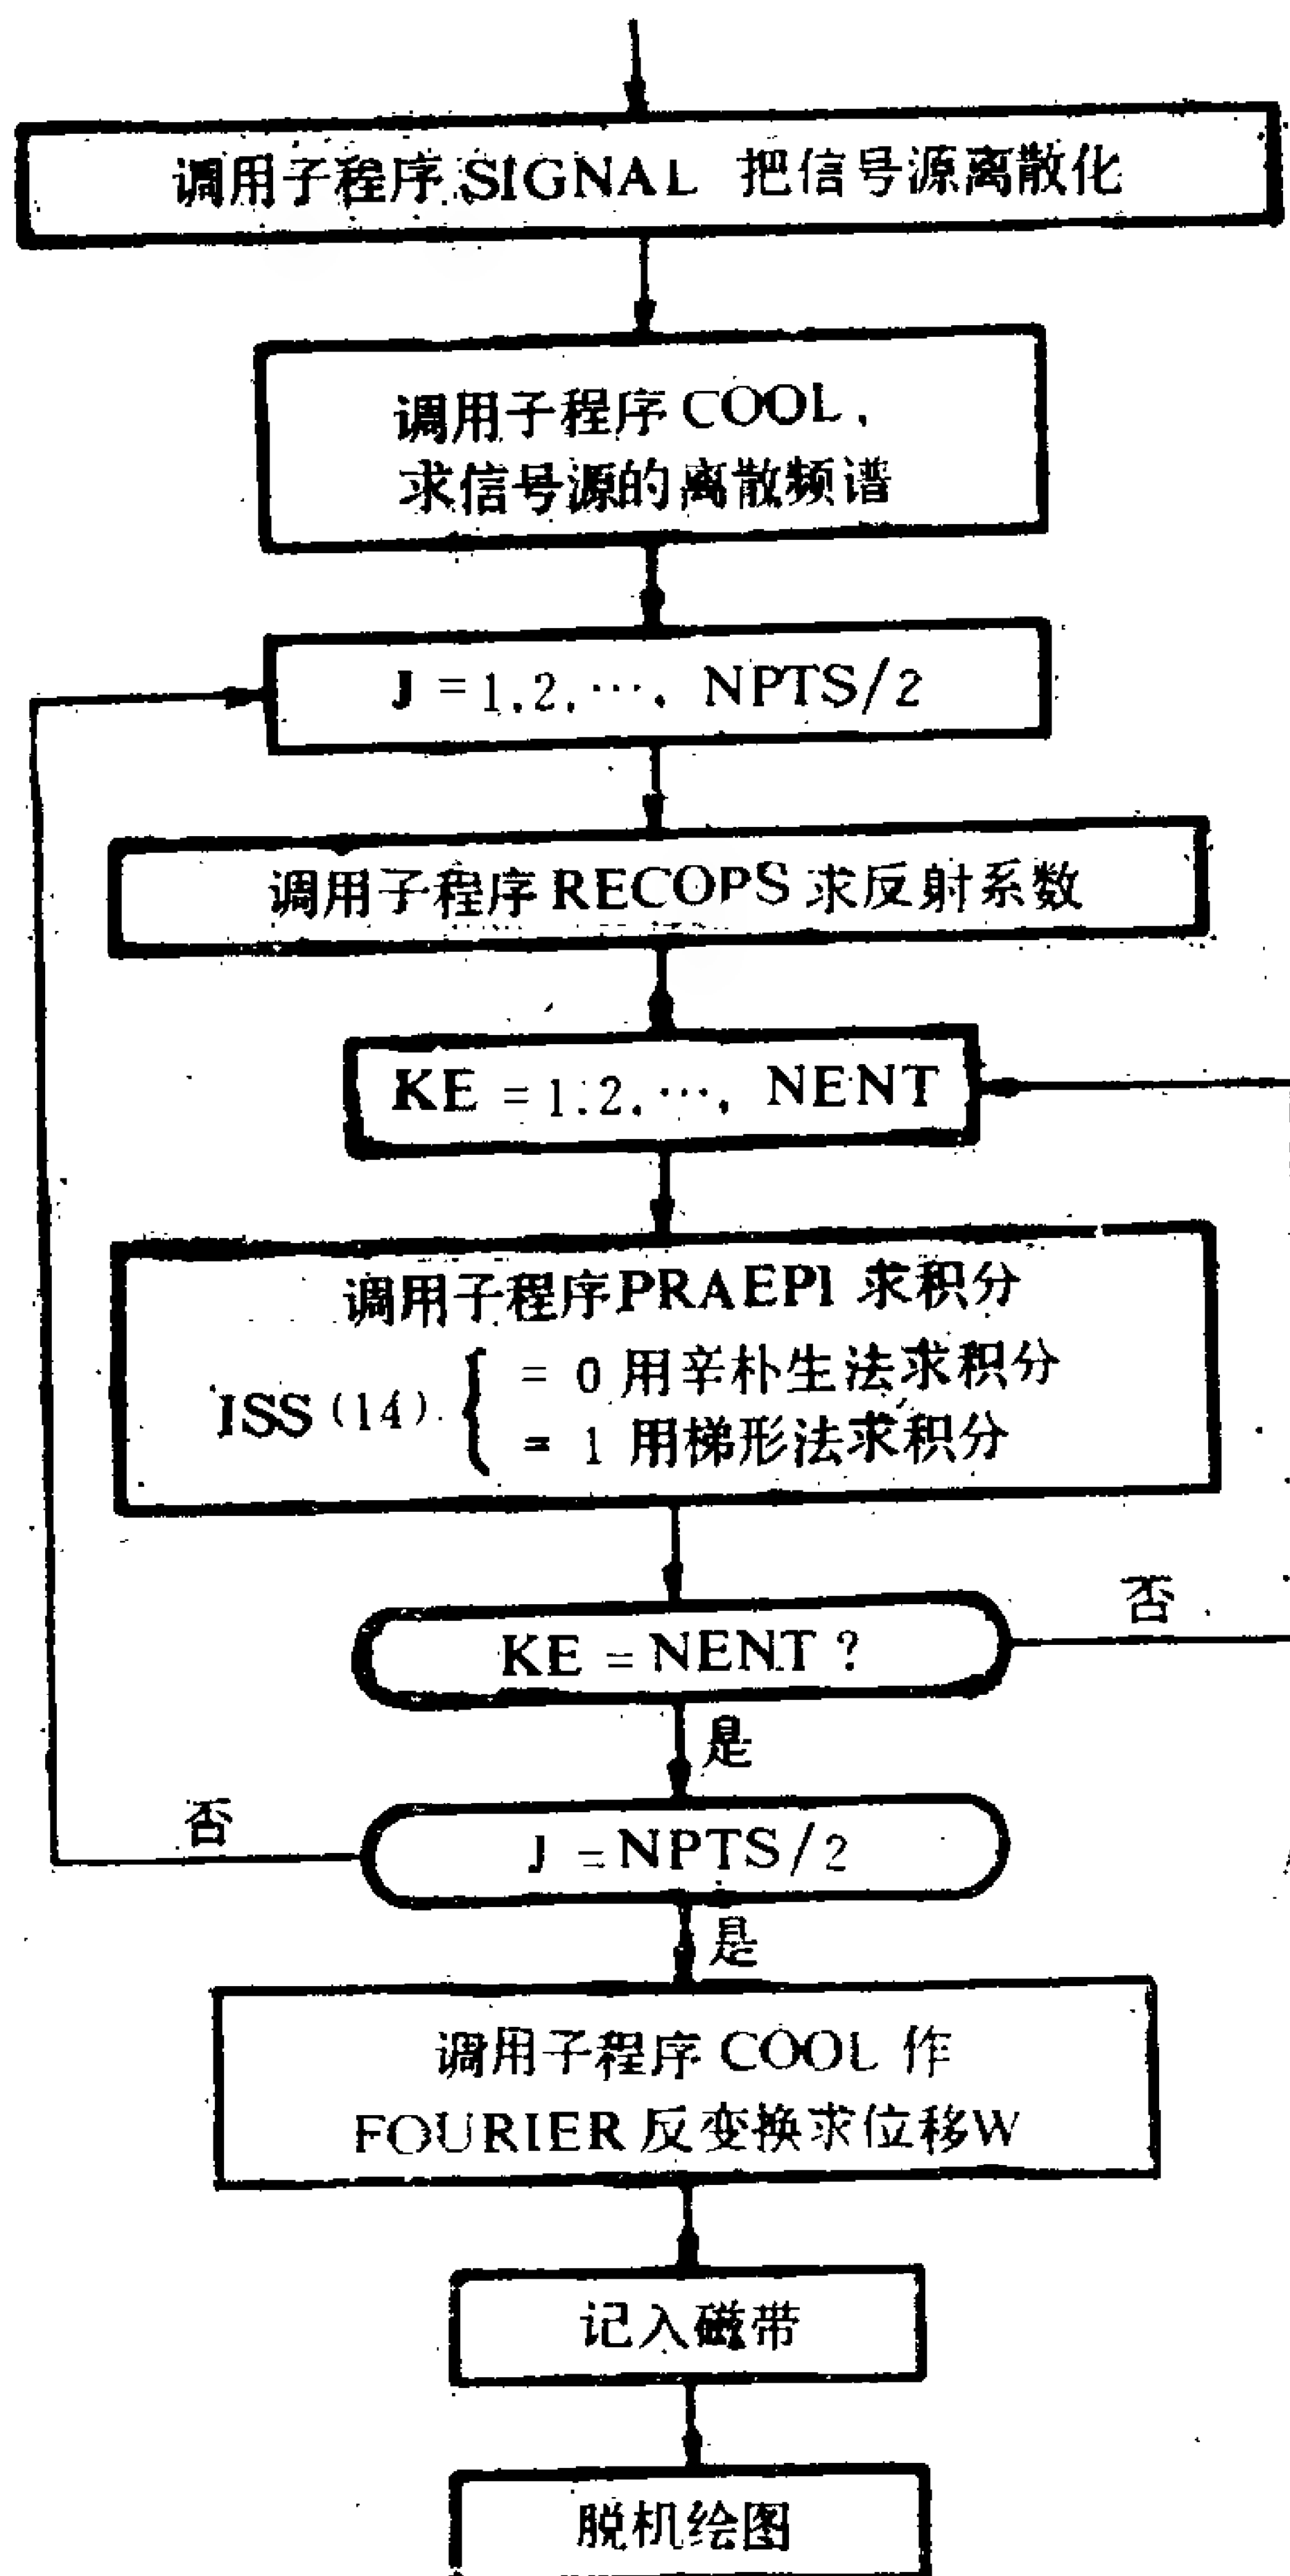 调用子程序 SIGNAL 把信号源离散化
调用子程序 COOL,
求信号源的离散频谱
J = 1,2,…, NPTS/2
调用子程序 RECOPS 求反射系数
KE = 1,2,…, NENT
调用子程序 PRAEPI 求积分
ISS (14) { = 0 用辛朴生法求积分
= 1 用梯形法求积分
否
KE = NENT ?
是
否
J = NPTS/2
是
调用子程序 COOL 作
FOURIER 反变换求位移W
记入磁带
脱机绘图